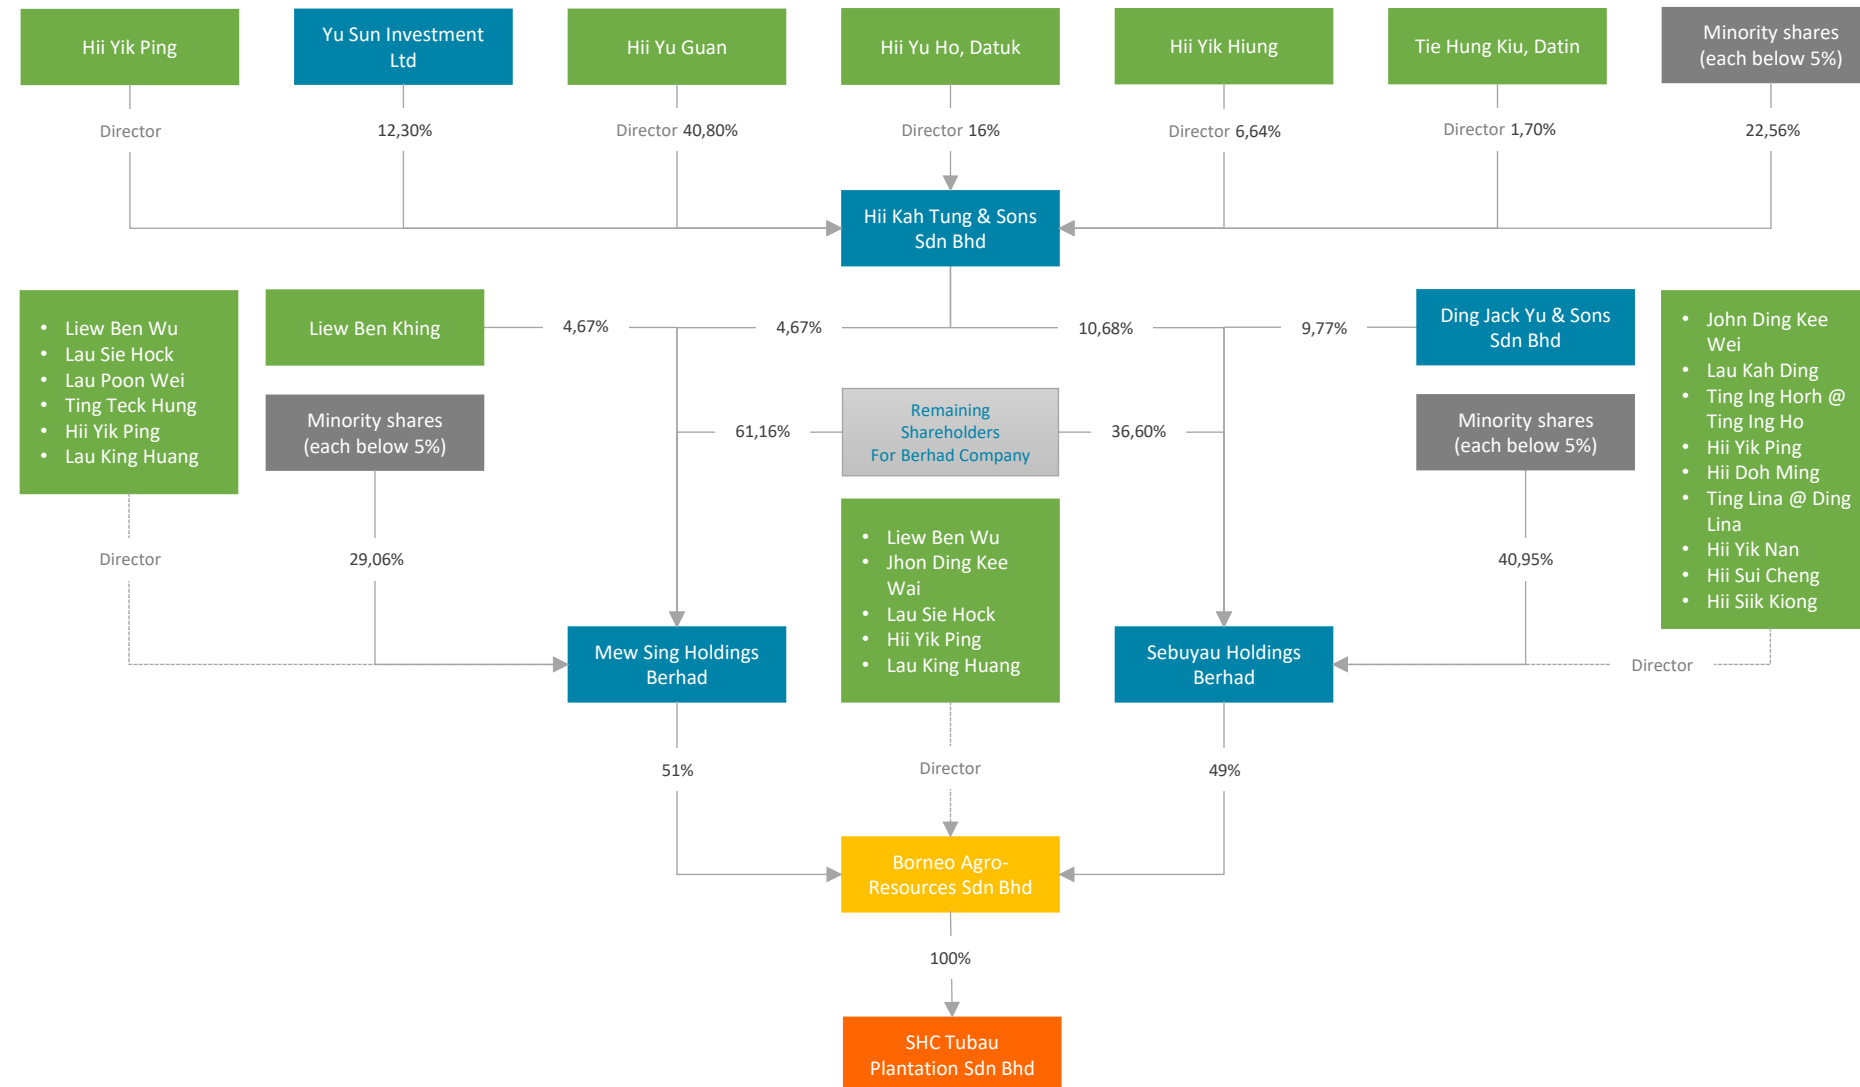 Hii Yik Ping
Yu Sun Investment
Ltd
Hii Yu Guan
Hii Yu Ho, Datuk
Hii Yik Hiung
Tie Hung Kiu, Datin
Minority shares
(each below 5%)
Director
12,30%
Director 40,80%
Director 16%
Director 6,64%
Director 1,70%
22,56%
Hii Kah Tung & Sons
Sdn Bhd
• Liew Ben Wu
• Lau Sie Hock
• Lau Poon Wei
• Ting Teck Hung
• Hii Yik Ping
• Lau King Huang
Liew Ben Khing
4,67%
4,67%
10,68%
9,77%
Ding Jack Yu & Sons
Sdn Bhd
• John Ding Kee
Wei
• Lau Kah Ding
• Ting Ing Horh @
Ting Ing Ho
• Hii Yik Ping
• Hii Doh Ming
• Ting Lina @ Ding
Lina
• Hii Yik Nan
• Hii Sui Cheng
• Hii Siik Kiong
Minority shares
(each below 5%)
61,16%
Remaining
Shareholders
For Berhad Company
36,60%
Minority shares
(each below 5%)
Director
29,06%
• Liew Ben Wu
• Jhon Ding Kee
Wai
• Lau Sie Hock
• Hii Yik Ping
• Lau King Huang
40,95%
Mew Sing Holdings
Berhad
Sebuyau Holdings
Berhad
Director
51%
Director
49%
Borneo Agro-
Resources Sdn Bhd
100%
SHC Tubau
Plantation Sdn Bhd